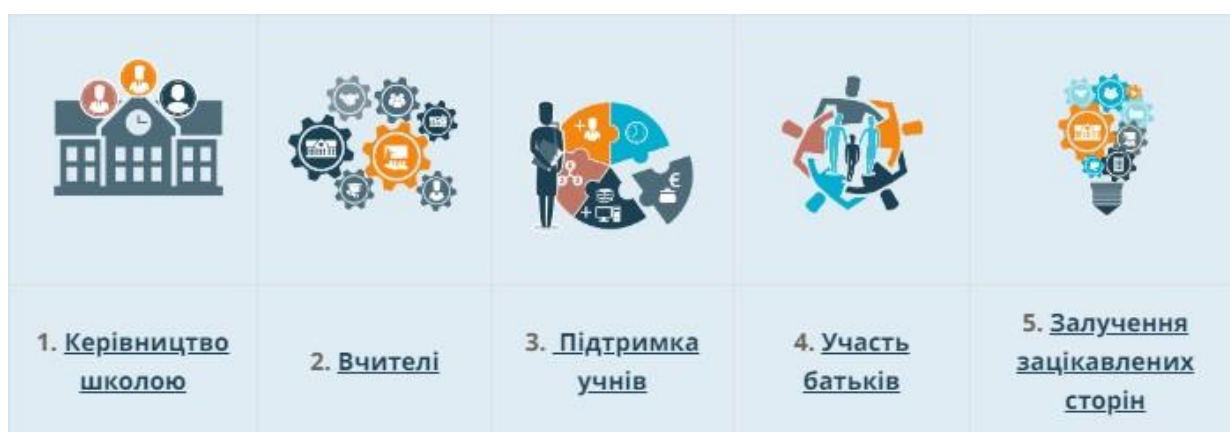 1. Керівництво
школою
2. Вчителі
3. Підтримка
учнів
4. Участь
батьків
5. Залучення
зацікавлених
сторін